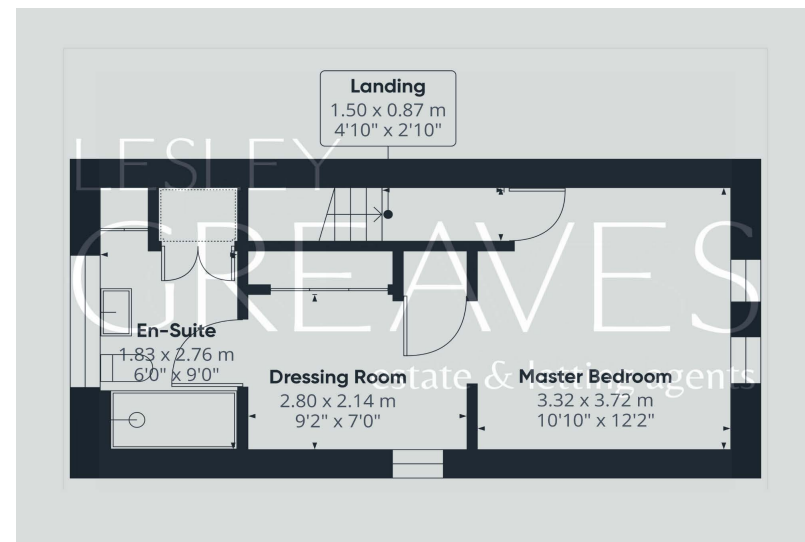 Landing
1.50 x 0.87 m
4'10" x 2'10"
LESLEY
GREAVES
estate & letting agents
En-Suite
1.83 x 2.76 m
6'0" x 9'0"
Dressing Room
2.80 x 2.14 m
9'2" x 7'0"
Master Bedroom
3.32 x 3.72 m
10'10" x 12'2"